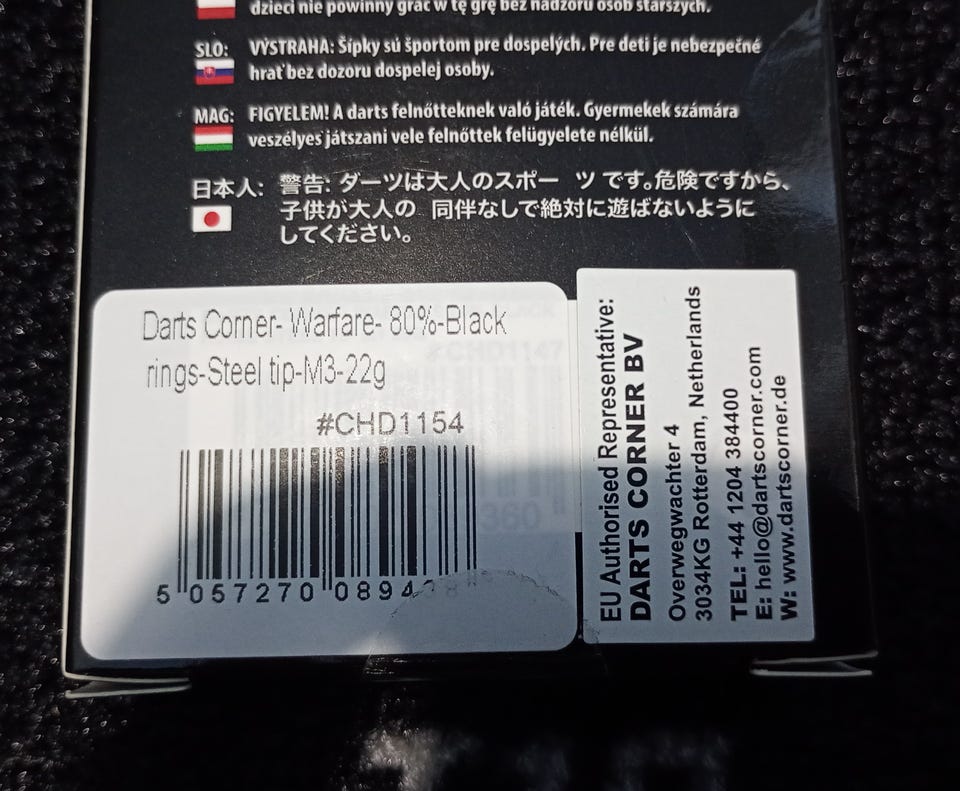 dzieci nie powinny grać w tę grę bez nadzoru osób starszych.
SLO: VÝSTRAHA: Šípky sú športom pre dospelých. Pre deti je nebezpečné
hrať bez dozoru dospelej osoby.
MAG: FIGYELEM! A darts felnőtteknek való játék. Gyermekek számára
veszélyes játszani vele felnőttek felügyelete nélkül.
日本人: 警告: ダーツは大人のスポー ツ です。危険ですから、
子供が大人の 同伴なしで絶対に遊ばないように
してください。
Darts Corner- Warfare- 80%-Black
rings-Steel tip-M3-22g
#CHD1154
5 057270 0894
EU Authorised Representative:
DARTS CORNER BV
Overwegwachter 4
3034KG Rotterdam, Netherlands
TEL: +44 1204 384400
E: hello@dartscorner.com
W: www.dartscorner.de
#CHD1147